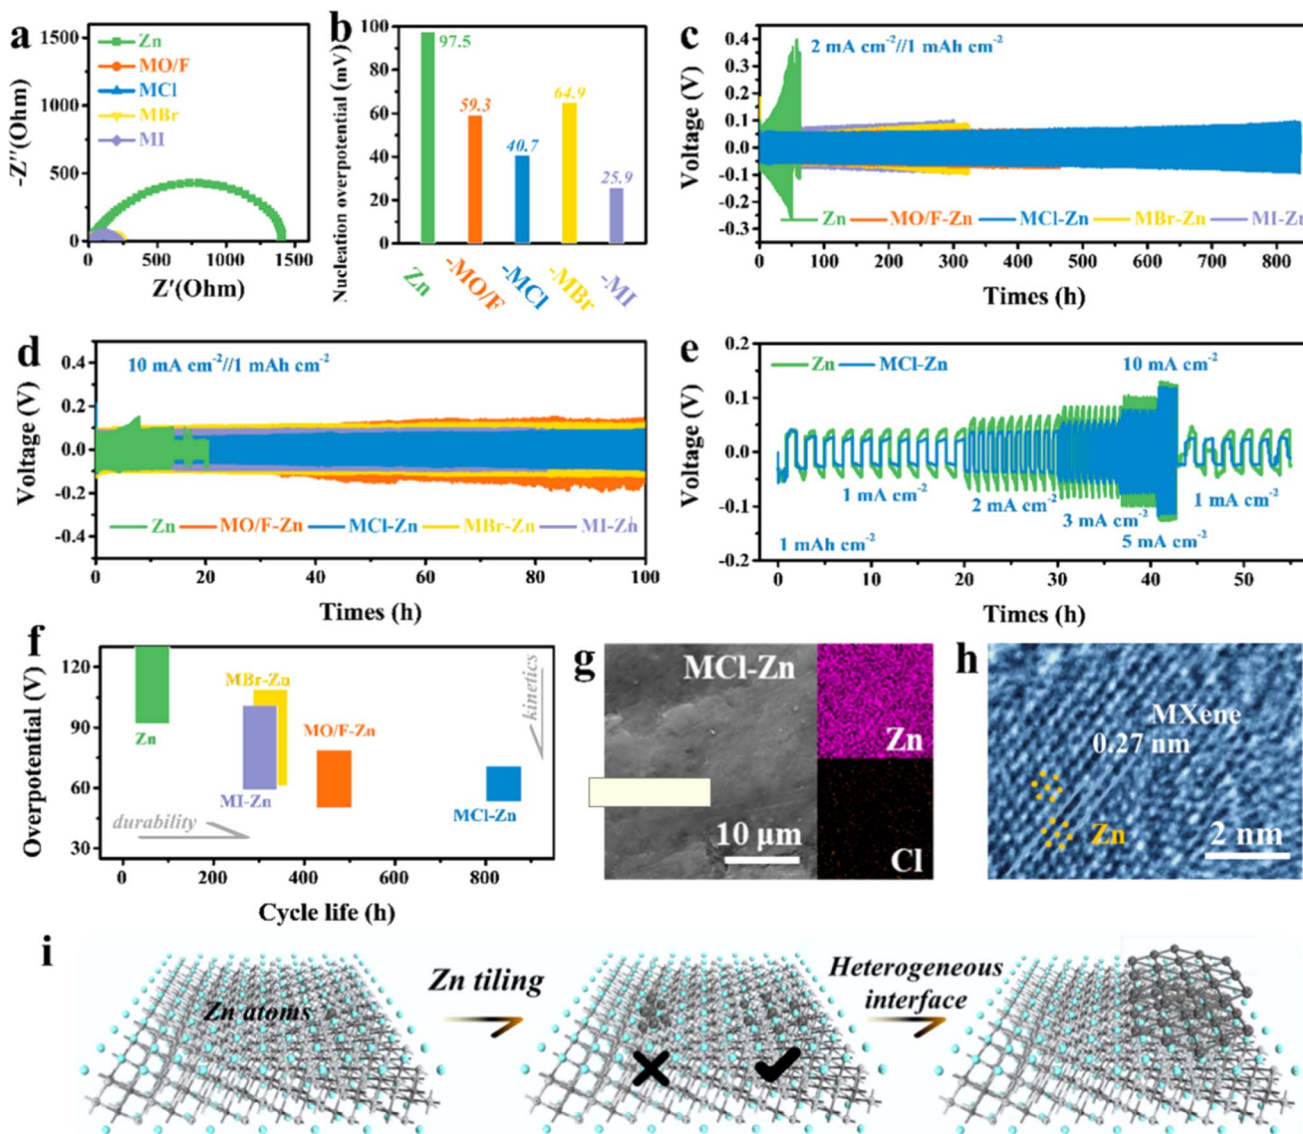 a
1500
1000
500
0
-Z″(Ohm)
Zn
MO/F
MCl
MBr
MI
0 500 1000 1500
Z′(Ohm)
b
100
80
60
40
20
0
Nucleation overpotential (mV)
97.5
59.3
40.7
64.9
25.9
Zn
-MO/F
-MCl
-MBr
-MI
c
0.4
0.3
0.2
0.1
0.0
-0.1
-0.2
-0.3
Voltage (V)
2 mA cm⁻²//1 mAh cm⁻²
Zn MO/F-Zn MCl-Zn MBr-Zn MI-Zn
0 100 200 300 400 500 600 700 800
Times (h)
d
0.4
0.2
0.0
-0.2
-0.4
Voltage (V)
10 mA cm⁻²//1 mAh cm⁻²
Zn MO/F-Zn MCl-Zn MBr-Zn MI-Zn
0 20 40 60 80 100
Times (h)
e
0.2
0.1
0.0
-0.1
-0.2
Voltage (V)
Zn MCl-Zn
10 mA cm⁻²
1 mA cm⁻²
2 mA cm⁻²
3 mA cm⁻²
5 mA cm⁻²
1 mA cm⁻²
1 mAh cm⁻²
0 10 20 30 40 50
Times (h)
f
120
90
60
30
Overpotential (V)
Zn
MBr-Zn
MI-Zn
MO/F-Zn
MCl-Zn
durability
kinetics
0 200 400 600 800
Cycle life (h)
g
MCl-Zn
10 μm
Zn
Cl
h
MXene
0.27 nm
Zn
2 nm
i
Zn atoms
Zn tiling
Heterogeneous
interface